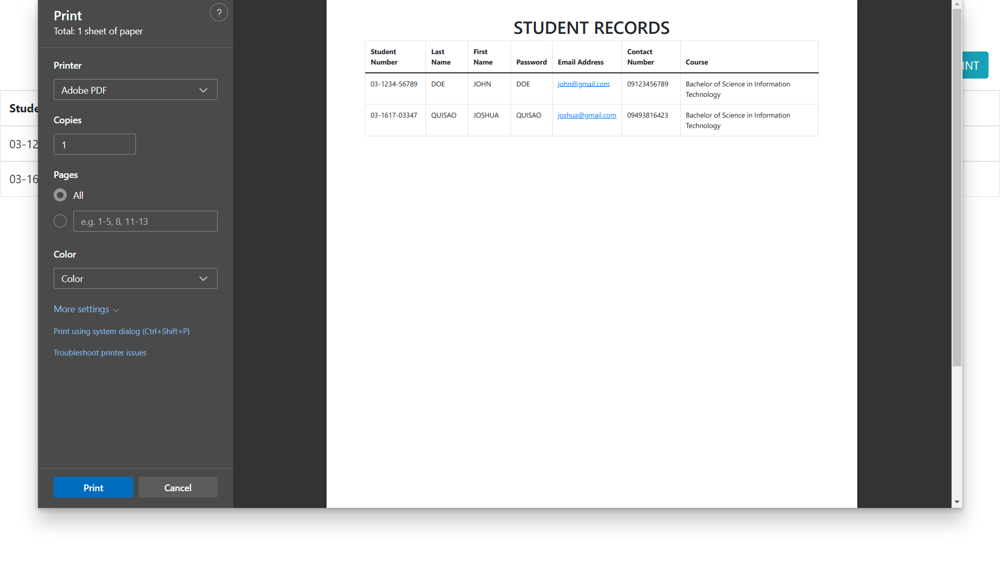 Print
?
Total: 1 sheet of paper
Printer
Adobe PDF
Copies
1
Pages
All
e.g. 1-5, 8, 11-13
Color
Color
More settings
Print using system dialog (Ctrl+Shift+P)
Troubleshoot printer issues
Print
Cancel
STUDENT RECORDS
Student Number
Last Name
First Name
Password
Email Address
Contact Number
Course
03-1234-56789
DOE
JOHN
DOE
john@gmail.com
09123456789
Bachelor of Science in Information
Technology
03-1617-03347
QUISAO
JOSHUA
QUISAO
joshua@gmail.com
09493816423
Bachelor of Science in Information
Technology
INT
Stude
03-12
03-16